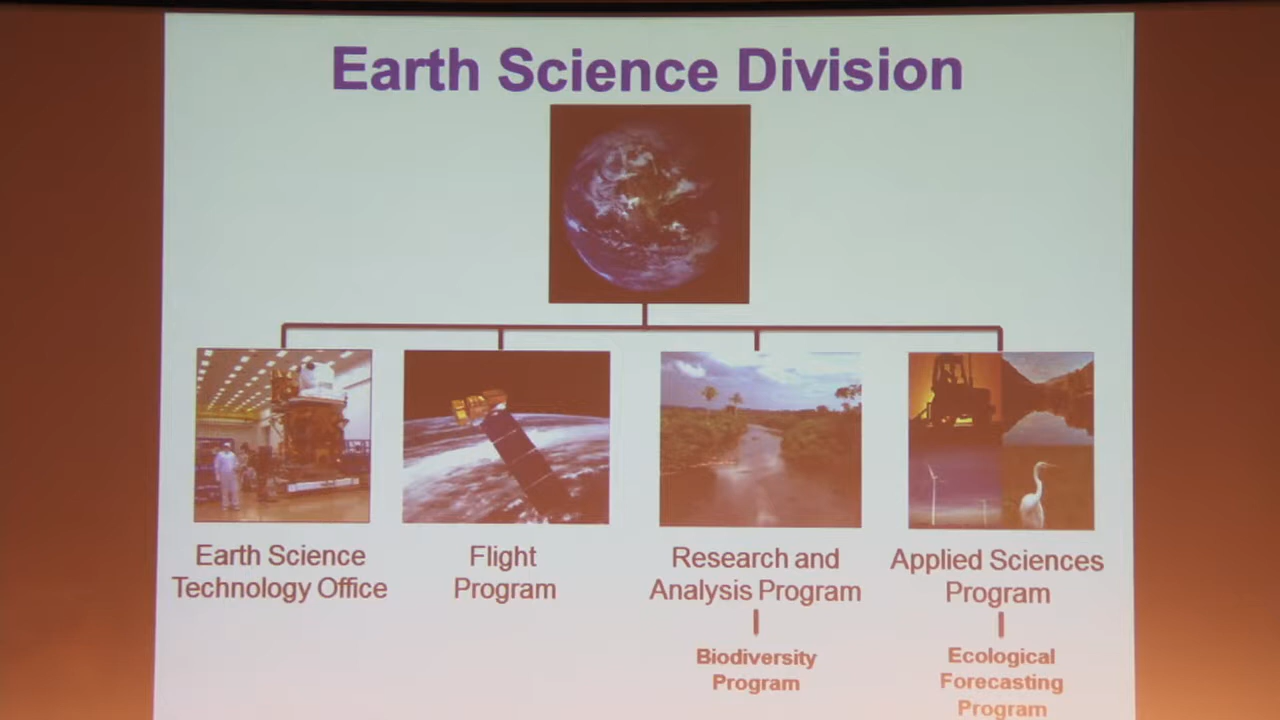 Earth Science Division
Earth Science
Technology Office
Flight
Program
Research and
Analysis Program
Applied Sciences
Program
Biodiversity
Program
Ecological
Forecasting
Program